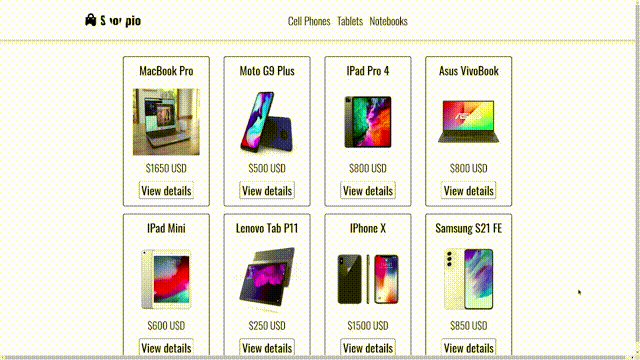 Cell Phones Tablets Notebooks
MacBook Pro
$1650 USD
View details
Moto G9 Plus
$500 USD
View details
IPad Pro 4
$800 USD
View details
Asus VivoBook
$800 USD
View details
IPad Mini
$600 USD
View details
Lenovo Tab P11
$250 USD
View details
IPhone X
$1500 USD
View details
Samsung S21 FE
$850 USD
View details